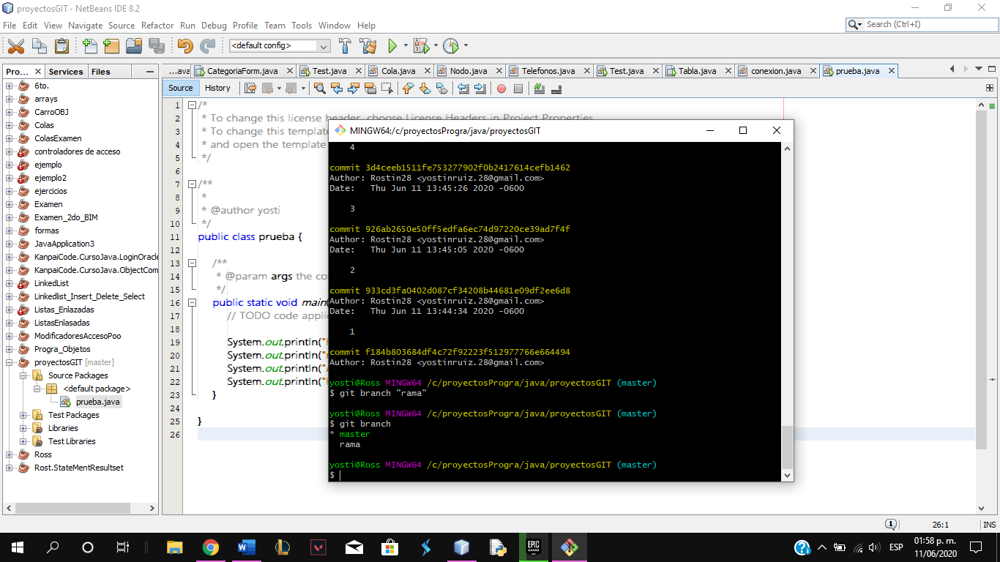 proyectosGIT - NetBeans IDE 8.2
File Edit View Navigate Source Refactor Run Debug Profile Team Tools Window Help
Search (Ctrl+I)
<default config>
Pro... Services Files
...ava CategoriaForm.java Test.java Cola.java Nodo.java Telefonos.java Test.java Tabla.java conexion.java prueba.java
Source History
6to.
arrays
CarroOBJ
Colas
ColasExamen
controladores de acceso
ejemplo
ejemplo2
ejercicios
Examen
Examen_2do_BIM
formas
JavaApplication3
KanpaiCode.CursoJava.LoginOracle
KanpaiCode.CursoJava.ObjectCom
LinkedList
Linkedlist_Insert_Delete_Select
Listas_Enlazadas
ListasEnlasadas
ModificadoresAccesoPoo
Progra_Objetos
proyectosGIT [master]
Source Packages
<default package>
prueba.java
Test Packages
Libraries
Test Libraries
Ross
Rost.StateMentResultset
1 /*
2 * To change this license header, choose License Headers in Project Properties.
3 * To change this template
4 * and open the template
5 */
6
7 /**
8 *
9 * @author yosti
10 */
11 public class prueba {
12
13 /**
14 * @param args the co
15 */
16 public static void main
17 // TODO code applic
18
19 System.out.println("
20 System.out.println("
21 System.out.println("
22 System.out.println("
23 }
24
25 }
26
MINGW64:/c/proyectosProgra/java/proyectosGIT
4
commit 3d4ceeb1511fe753277902f0b2417614cefb1462
Author: Rostin28 <yostinruiz.28@gmail.com>
Date: Thu Jun 11 13:45:26 2020 -0600
3
commit 926ab2650e50ff5edfa6ec74d97220ce39ad7f4f
Author: Rostin28 <yostinruiz.28@gmail.com>
Date: Thu Jun 11 13:45:05 2020 -0600
2
commit 933cd3fa0402d087cf34208b44681e09df2ee6d8
Author: Rostin28 <yostinruiz.28@gmail.com>
Date: Thu Jun 11 13:44:34 2020 -0600
1
commit f184b803684df4c72f92223f512977766e664494
Author: Rostin28 <yostinruiz.28@gmail.com>
yosti@Ross MINGW64 /c/proyectosProgra/java/proyectosGIT (master)
$ git branch "rama"
yosti@Ross MINGW64 /c/proyectosProgra/java/proyectosGIT (master)
$ git branch
* master
rama
yosti@Ross MINGW64 /c/proyectosProgra/java/proyectosGIT (master)
$
1 26:1 INS
EPIC GAMES
ESP
01:58 p. m.
11/06/2020